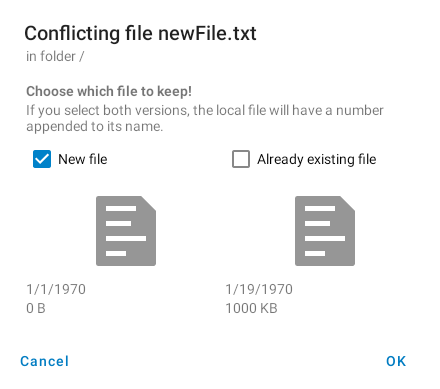 Conflicting file newFile.txt
in folder /
Choose which file to keep!
If you select both versions, the local file will have a number
appended to its name.
New file
Already existing file
1/1/1970
0 B
1/19/1970
1000 KB
Cancel
OK